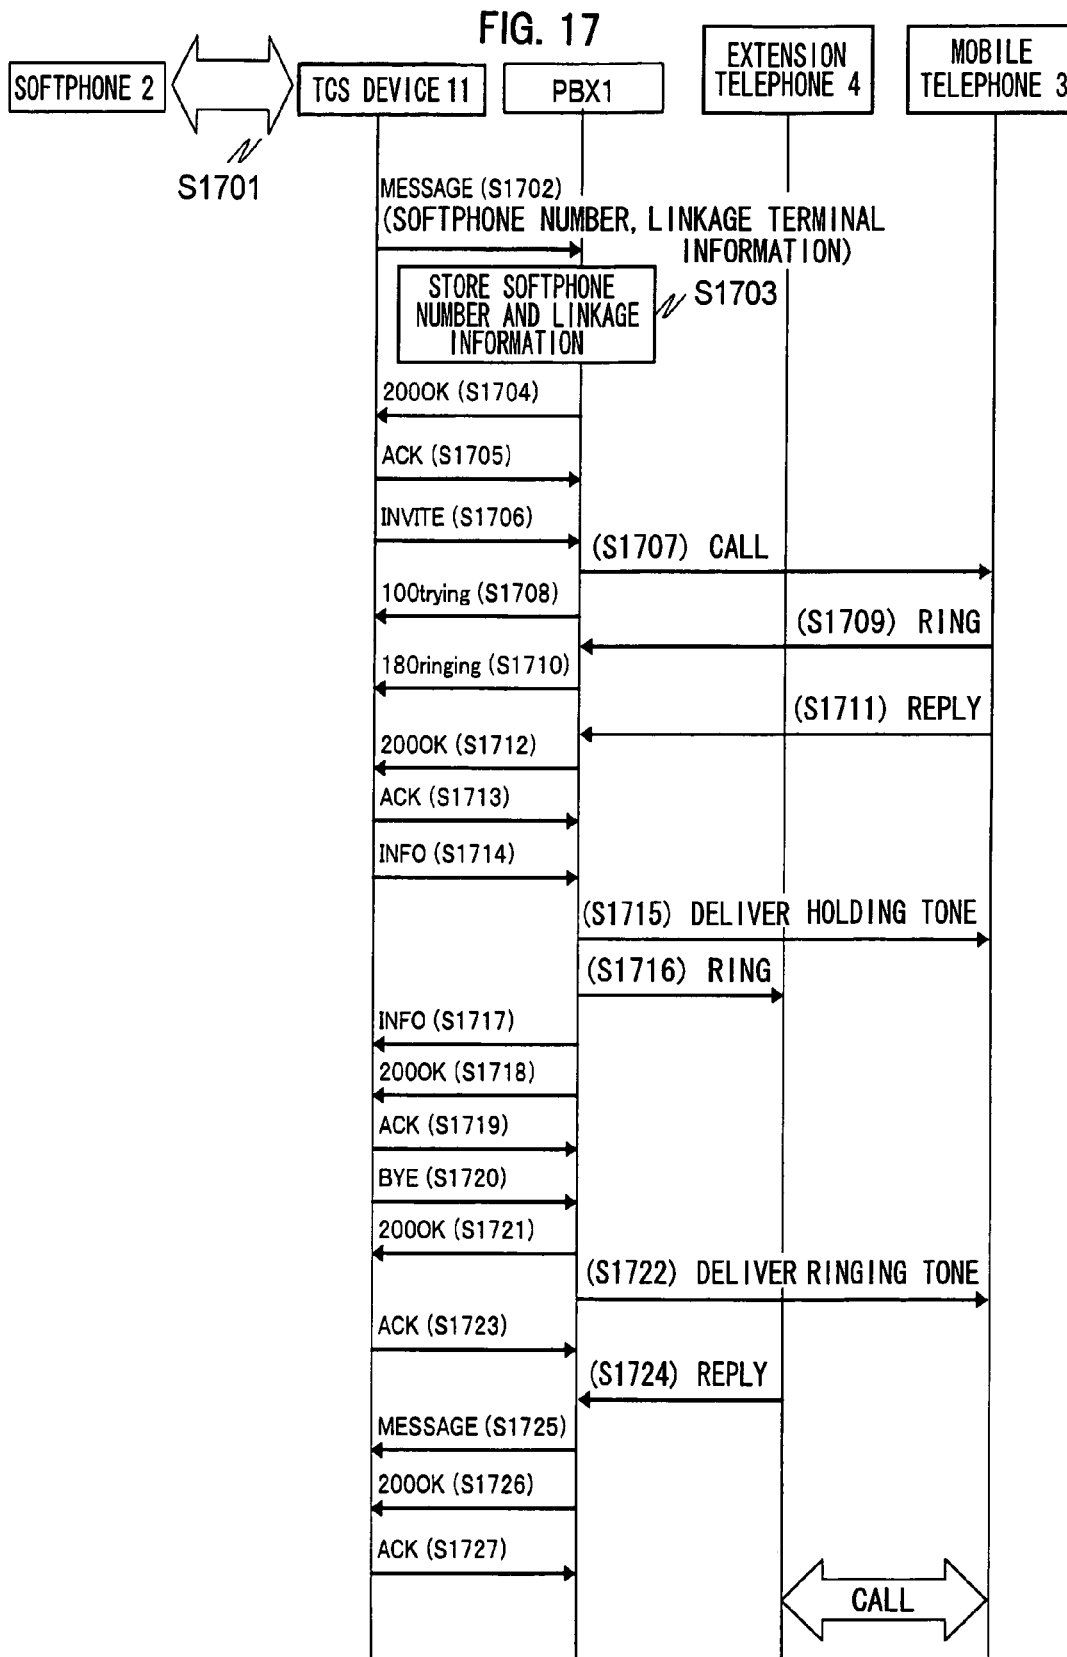 FIG. 17
SOFTPHONE 2
TCS DEVICE 11
PBX1
EXTENSION
TELEPHONE 4
MOBILE
TELEPHONE 3
S1701
MESSAGE (S1702)
(SOFTPHONE NUMBER, LINKAGE TERMINAL
INFORMATION)
STORE SOFTPHONE
NUMBER AND LINKAGE
INFORMATION
S1703
200OK (S1704)
ACK (S1705)
INVITE (S1706)
(S1707) CALL
100trying (S1708)
(S1709) RING
180ringing (S1710)
(S1711) REPLY
200OK (S1712)
ACK (S1713)
INFO (S1714)
(S1715) DELIVER HOLDING TONE
(S1716) RING
INFO (S1717)
200OK (S1718)
ACK (S1719)
BYE (S1720)
200OK (S1721)
(S1722) DELIVER RINGING TONE
ACK (S1723)
(S1724) REPLY
MESSAGE (S1725)
200OK (S1726)
ACK (S1727)
CALL